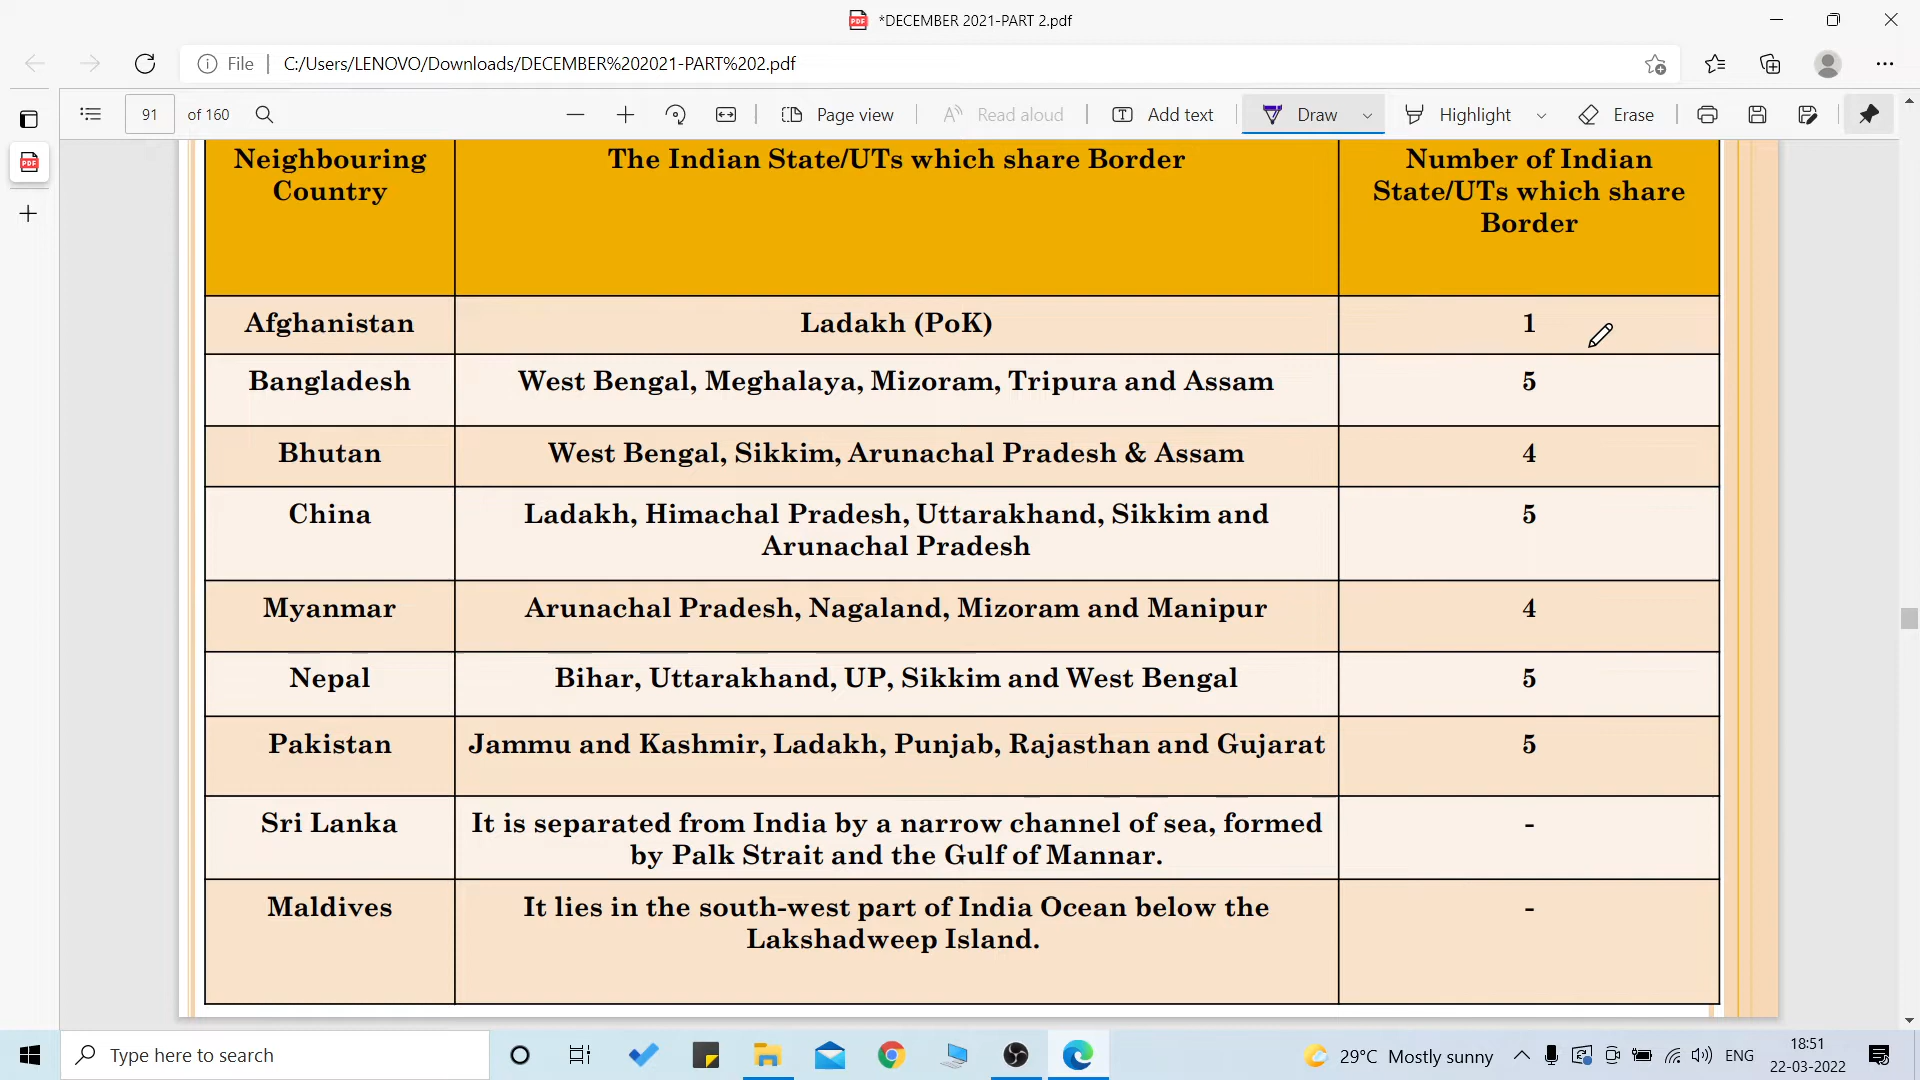 *DECEMBER 2021-PART 2.pdf
File
C:/Users/LENOVO/Downloads/DECEMBER%202021-PART%202.pdf
91 of 160
Page view
Read aloud
Add text
Draw
Highlight
Erase
Neighbouring
Country
The Indian State/UTs which share Border
Number of Indian
State/UTs which share
Border
Afghanistan
Ladakh (PoK)
1
Bangladesh
West Bengal, Meghalaya, Mizoram, Tripura and Assam
5
Bhutan
West Bengal, Sikkim, Arunachal Pradesh & Assam
4
China
Ladakh, Himachal Pradesh, Uttarakhand, Sikkim and
Arunachal Pradesh
5
Myanmar
Arunachal Pradesh, Nagaland, Mizoram and Manipur
4
Nepal
Bihar, Uttarakhand, UP, Sikkim and West Bengal
5
Pakistan
Jammu and Kashmir, Ladakh, Punjab, Rajasthan and Gujarat
5
Sri Lanka
It is separated from India by a narrow channel of sea, formed
by Palk Strait and the Gulf of Mannar.
-
Maldives
It lies in the south-west part of India Ocean below the
Lakshadweep Island.
-
Type here to search
29°C Mostly sunny
ENG
18:51
22-03-2022